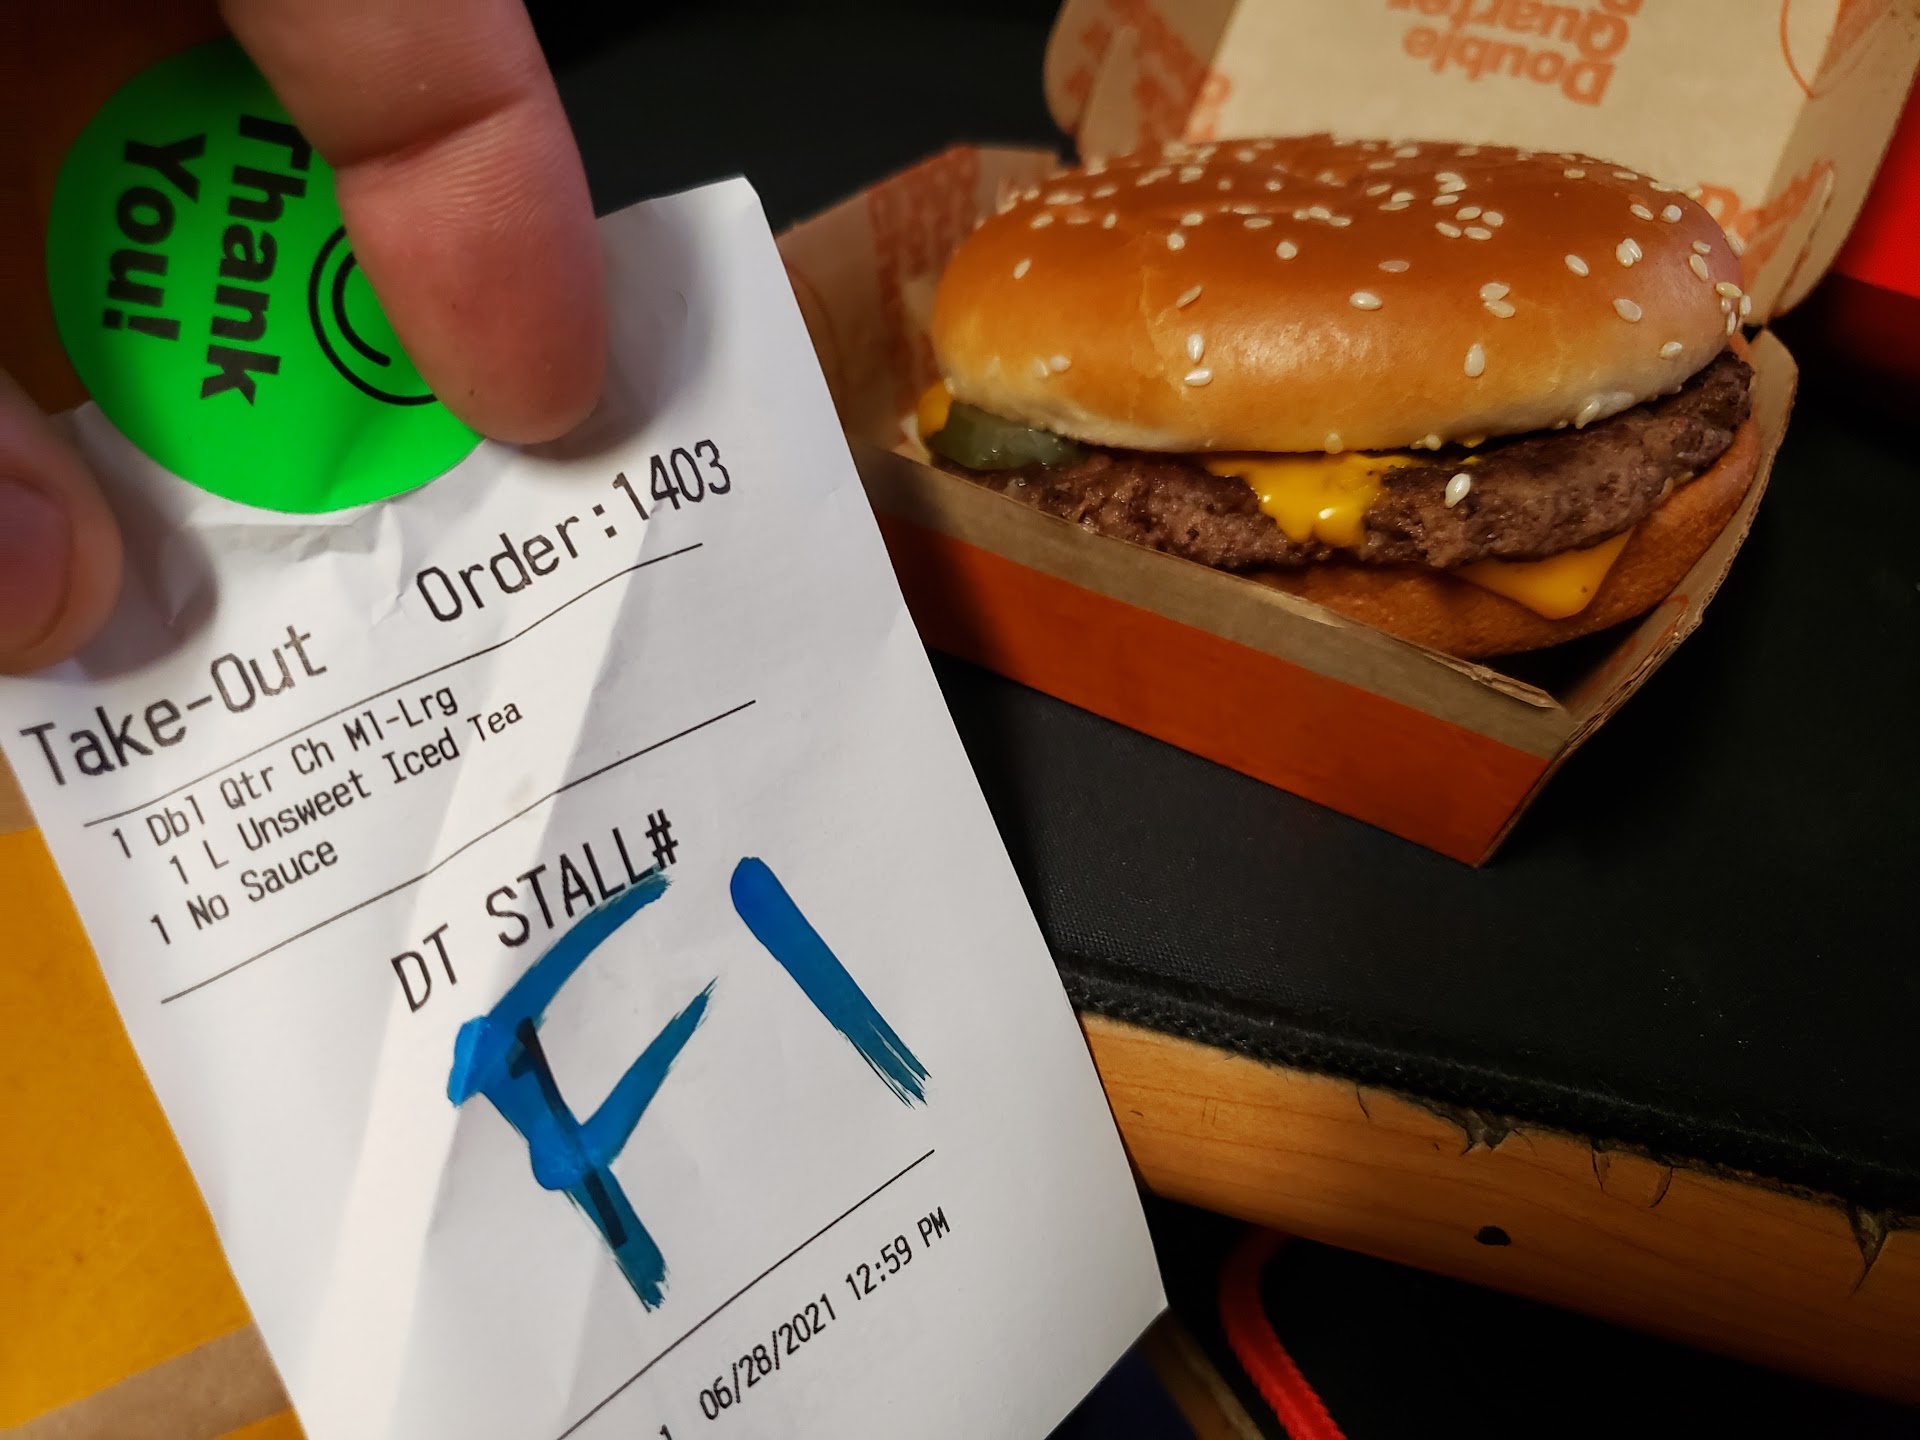 Thank
You!
Take-Out Order:1403
1 Dbl Qtr Ch Ml-Lrg
1 L Unsweet Iced Tea
1 No Sauce
DT STALL#
F1
1
06/28/2021 12:59 PM
Double
Quarter